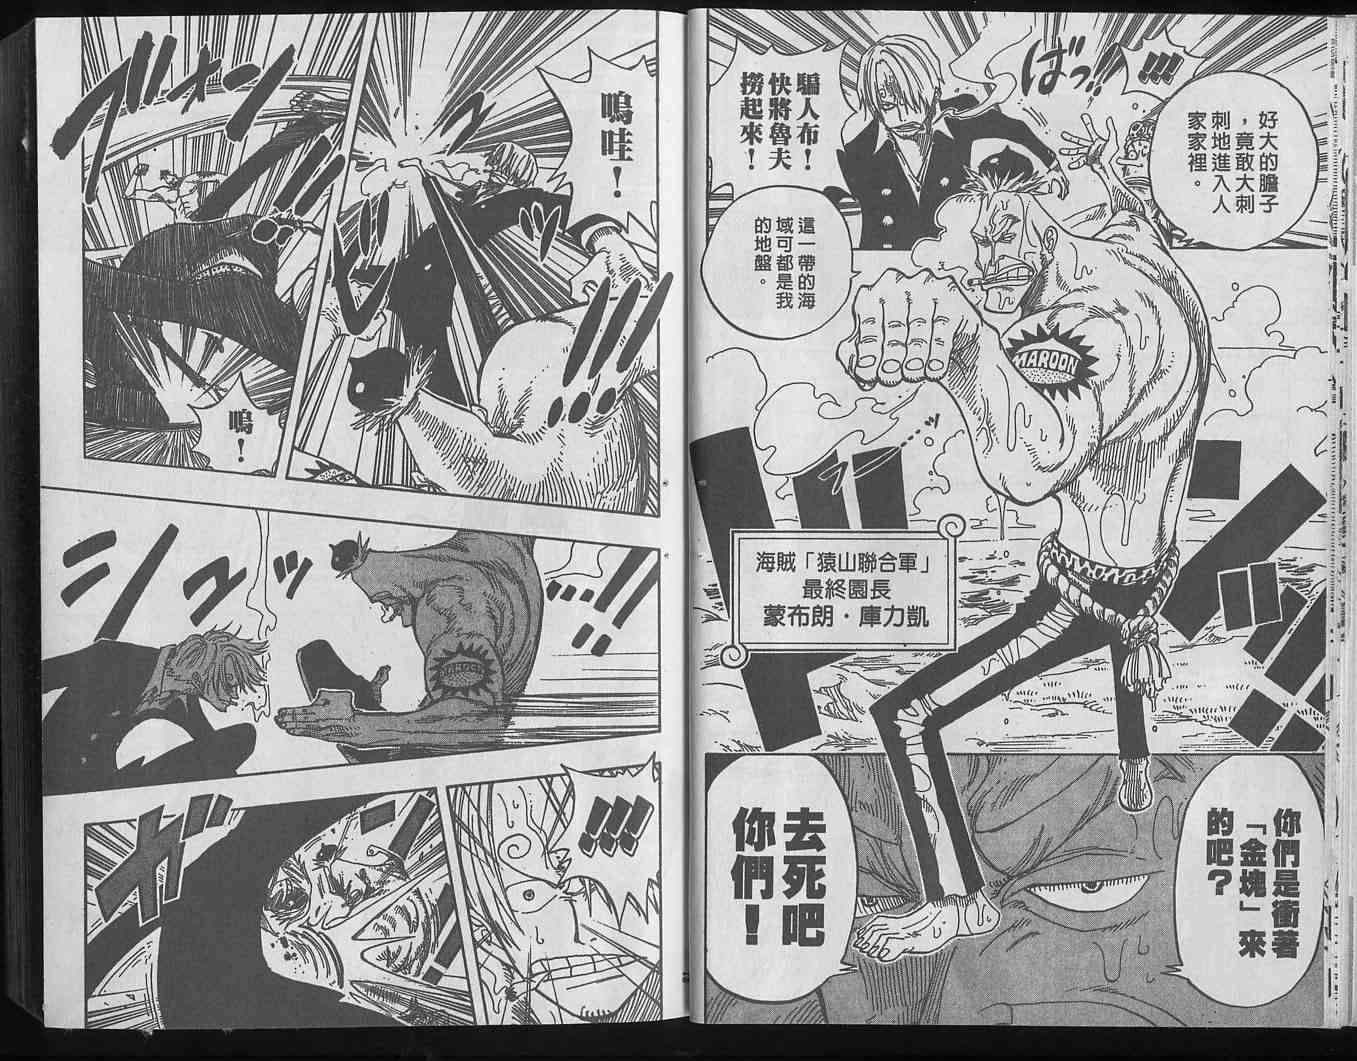 好大的膽子
，竟敢大刺
刺地進入人
家家裡。
!!!
ばっ!!
騙人布！
快將魯夫
撈起來！
這一帶的海
域可都是我
的地盤。
MAROON
海賊「猿山聯合軍」
最終園長
蒙布朗・庫力凱
你們是衝著
「金塊」來
的吧？
去死吧
你們！
嗚哇！
ブオン
嗚！
シュッ!!
!!!
ガ